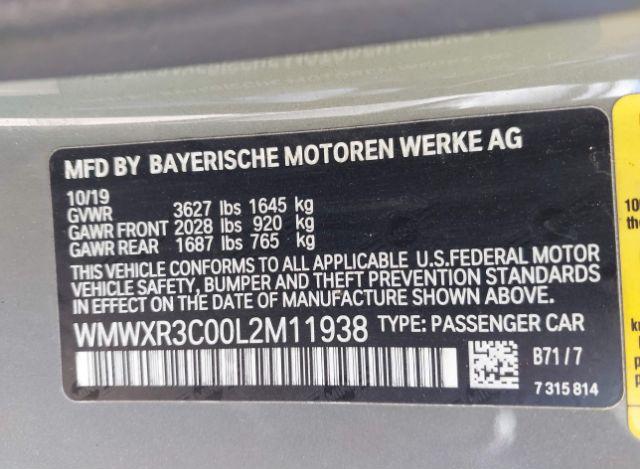 MFD BY BAYERISCHE MOTOREN WERKE AG
10/19
GVWR 3627 lbs 1645 kg
GAWR FRONT 2028 lbs 920 kg
GAWR REAR 1687 lbs 765 kg
THIS VEHICLE CONFORMS TO ALL APPLICABLE U.S.FEDERAL MOTOR
VEHICLE SAFETY, BUMPER AND THEFT PREVENTION STANDARDS
IN EFFECT ON THE DATE OF MANUFACTURE SHOWN ABOVE.
WMWXR3C00L2M11938 TYPE: PASSENGER CAR
B71/7
7 315 814